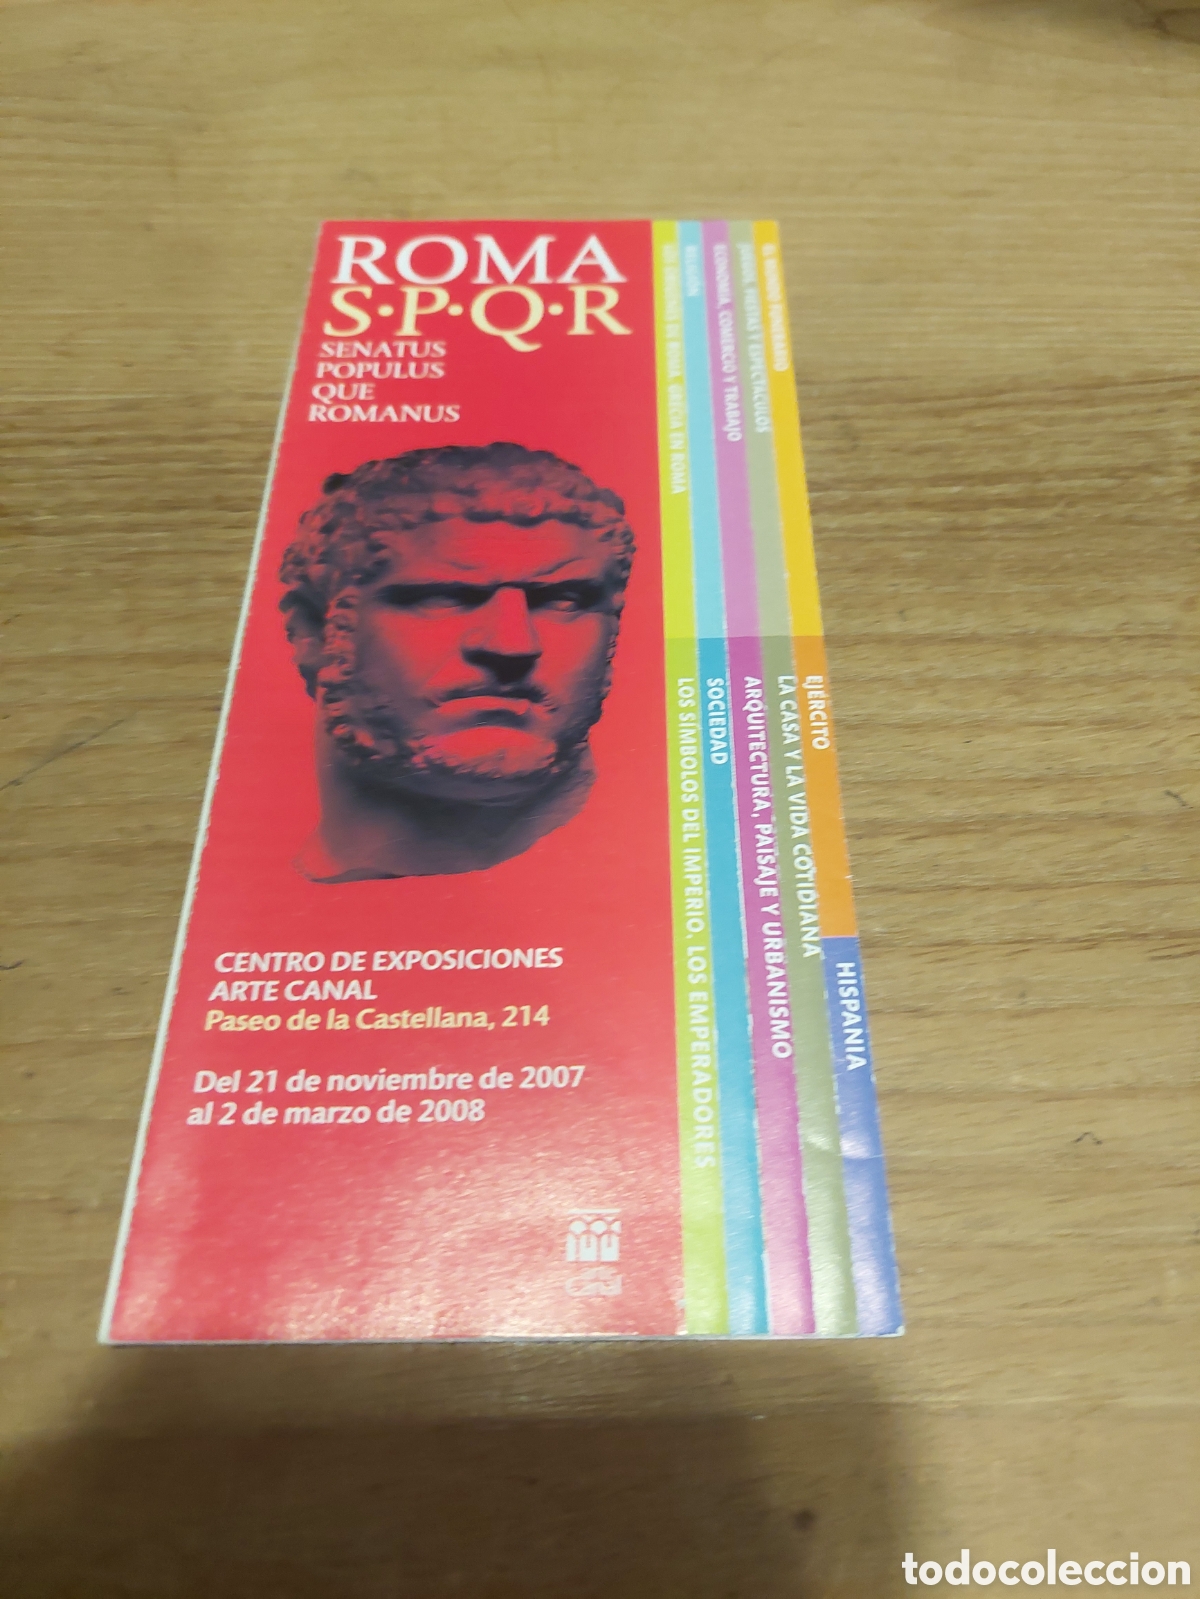 ROMA
S·P·Q·R
SENATUS
POPULUS
QUE
ROMANUS
CENTRO DE EXPOSICIONES
ARTE CANAL
Paseo de la Castellana, 214
Del 21 de noviembre de 2007
al 2 de marzo de 2008
LOS ORÍGENES DE ROMA. GRECIA EN ROMA
RELIGIÓN
ECONOMÍA, COMERCIO Y TRABAJO
JUEGOS, FIESTAS Y ESPECTÁCULOS
EL MUNDO FUNERARIO
LOS SÍMBOLOS DEL IMPERIO. LOS EMPERADORES
SOCIEDAD
ARQUITECTURA, PAISAJE Y URBANISMO
LA CASA Y LA VIDA COTIDIANA
EJÉRCITO
HISPANIA
todocoleccion